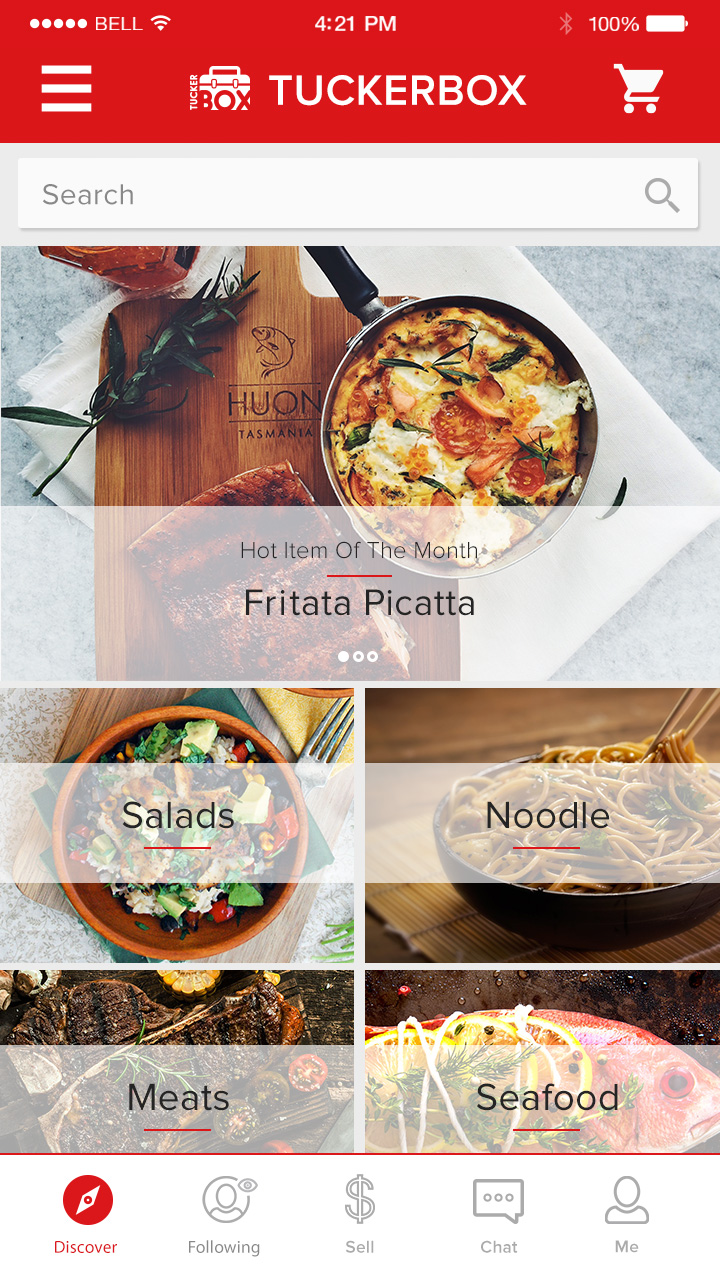 BELL 4:21 PM 100%
TUCKER BOX TUCKERBOX
Search
HUON
TASMANIA
Hot Item Of The Month
Fritata Picatta
Salads Noodle
Meats Seafood
Discover Following Sell Chat Me